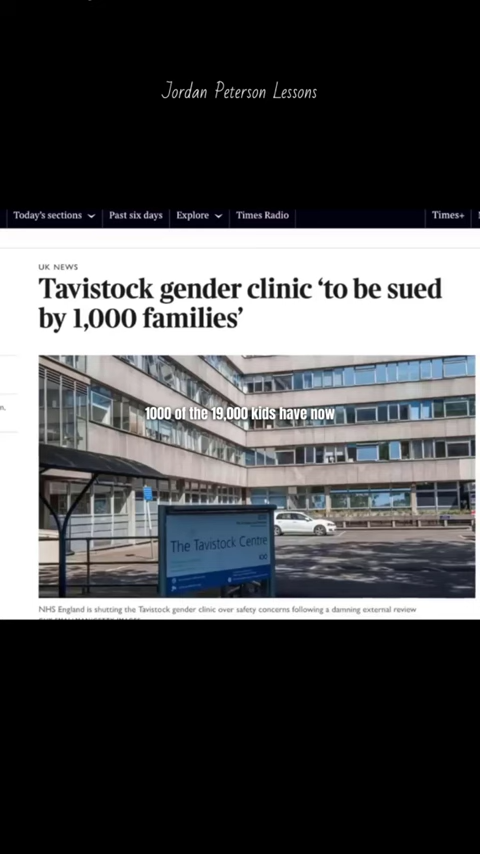 Jordan Peterson Lessons
Today's sections
Past six days
Explore
Times Radio
Times+
UK NEWS
Tavistock gender clinic ‘to be sued
by 1,000 families’
1000 of the 19,000 kids have now
The Tavistock Centre
NHS England is shutting the Tavistock gender clinic over safety concerns following a damning external review